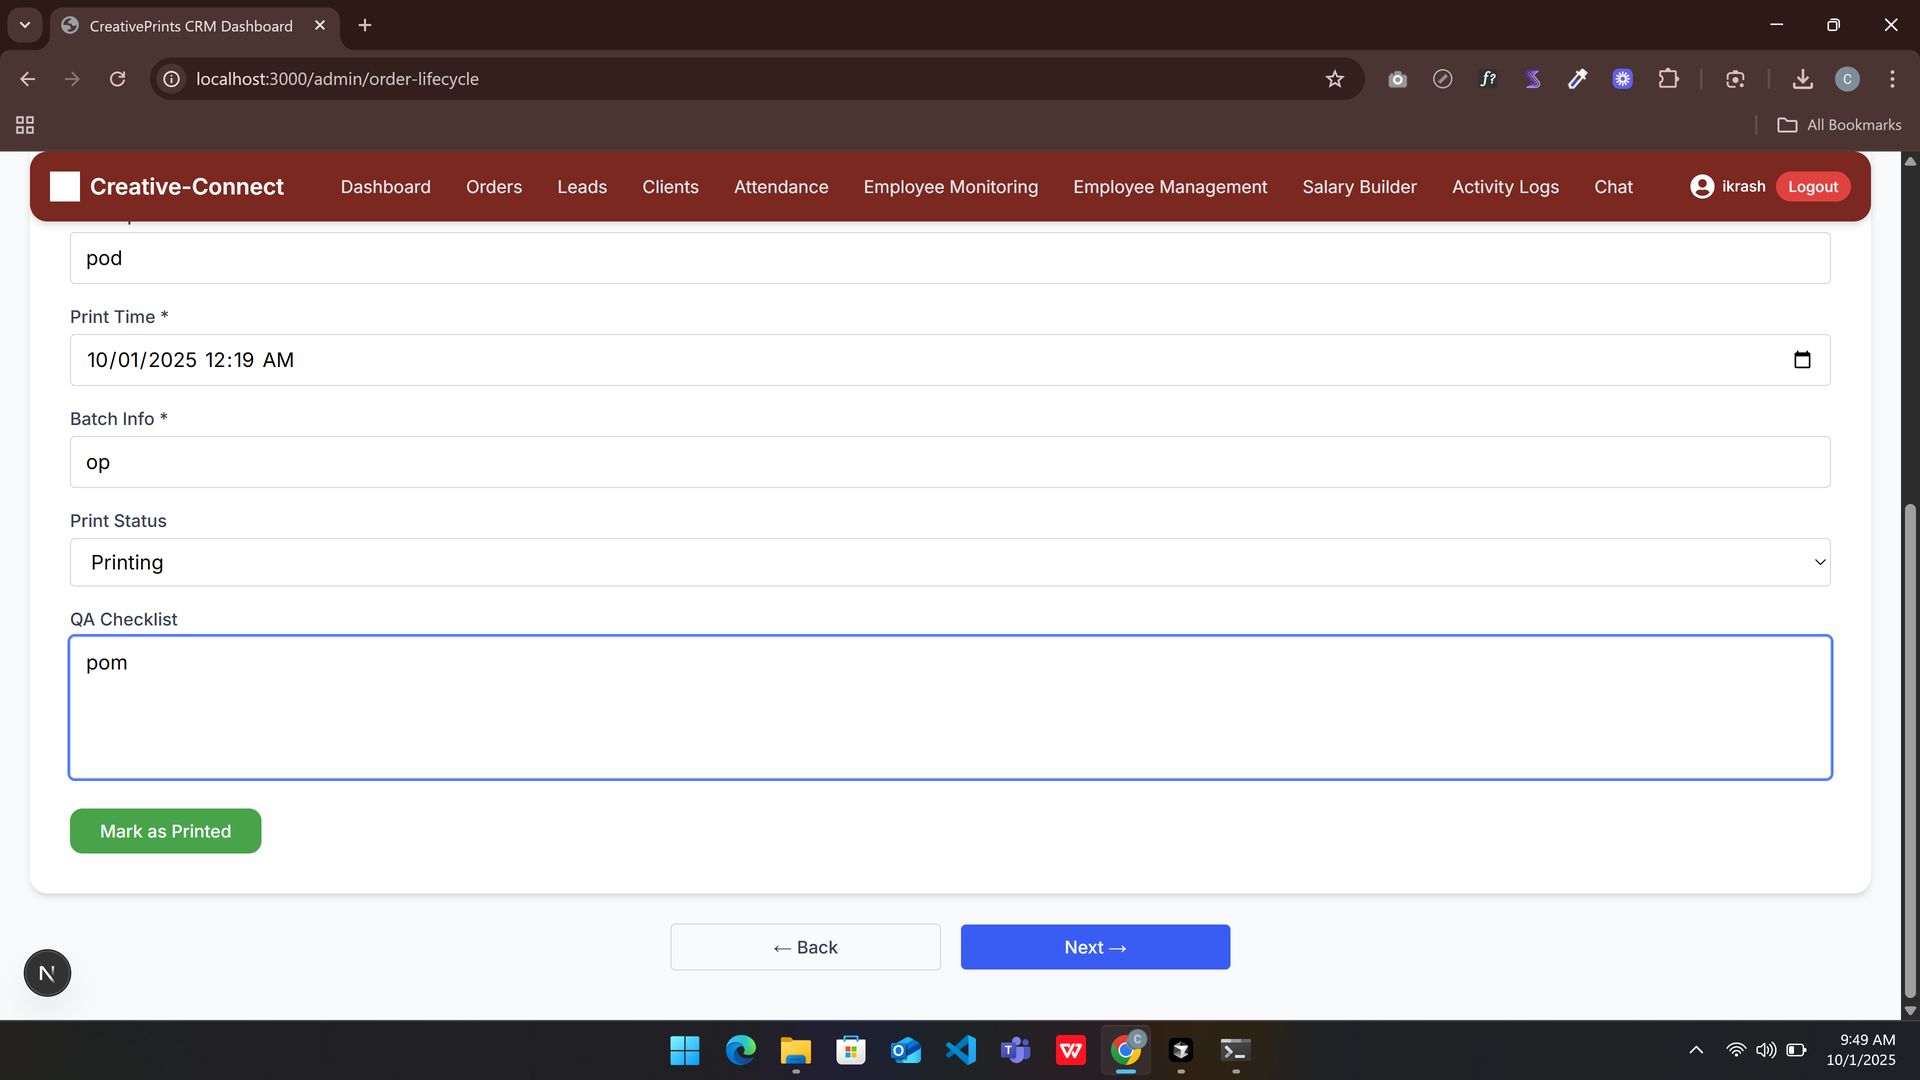 CreativePrints CRM Dashboard
localhost:3000/admin/order-lifecycle
f?
C
All Bookmarks
Creative-Connect Dashboard Orders Leads Clients Attendance Employee Monitoring Employee Management Salary Builder Activity Logs Chat ikrash Logout
pod
Print Time *
10/01/2025 12:19 AM
Batch Info *
op
Print Status
Printing
QA Checklist
pom
Mark as Printed
← Back Next →
N
C
9:49 AM
10/1/2025